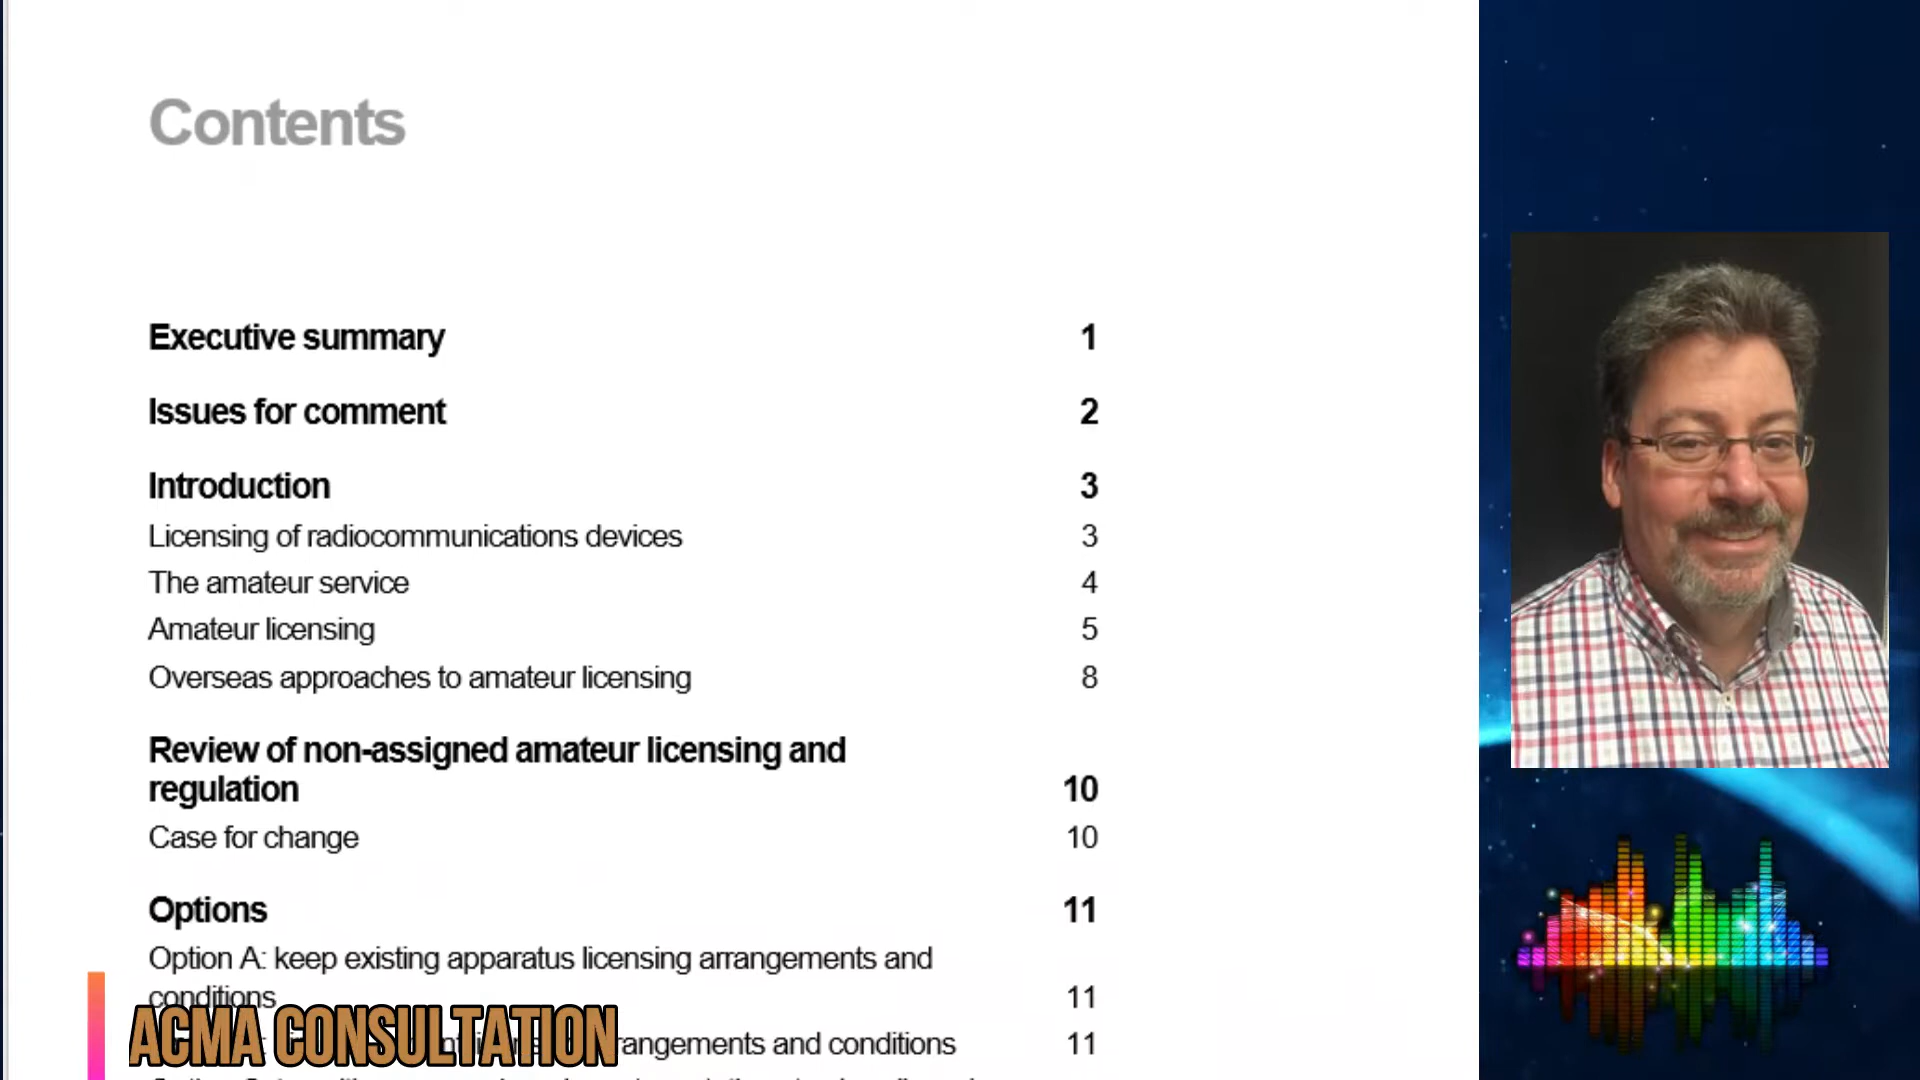 Contents
Executive summary 1
Issues for comment 2
Introduction 3
Licensing of radiocommunications devices 3
The amateur service 4
Amateur licensing 5
Overseas approaches to amateur licensing 8
Review of non-assigned amateur licensing and
regulation 10
Case for change 10
Options 11
Option A: keep existing apparatus licensing arrangements and
conditions 11
rangements and conditions 11
ACMA CONSULTATION